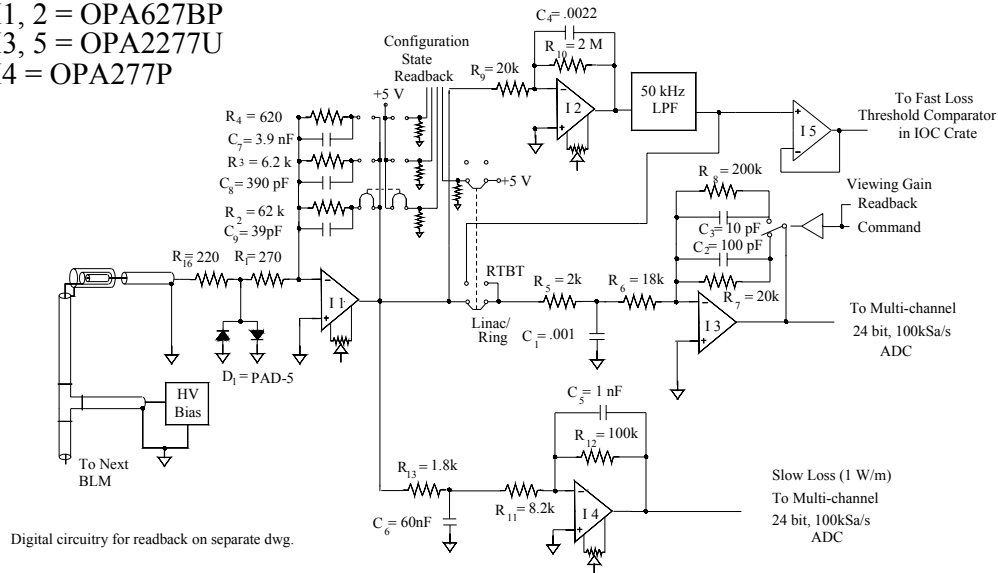 I1, 2 = OPA627BP
I3, 5 = OPA2277U
I4 = OPA277P
Configuration
State
Readback
+5 V
C4=.0022
R10= 2 M
R9= 20k
I 2
50 kHz
LPF
I 5
To Fast Loss
Threshold Comparator
in IOC Crate
R4 = 620
C7= 3.9 nF
R3 = 6.2 k
C8= 390 pF
R2 = 62 k
C9= 39pF
+5 V
R8= 200k
C3= 10 pF
C2= 100 pF
R7= 20k
Viewing Gain
Readback
Command
R16= 220
R1= 270
I 1
D1= PAD-5
RTBT
Linac/
Ring
R5= 2k
R6= 18k
C1= .001
I 3
To Multi-channel
24 bit, 100kSa/s
ADC
HV
Bias
To Next
BLM
C5= 1 nF
R12= 100k
R13= 1.8k
R11= 8.2k
C6= 60nF
I 4
Slow Loss (1 W/m)
To Multi-channel
24 bit, 100kSa/s
ADC
Digital circuitry for readback on separate dwg.